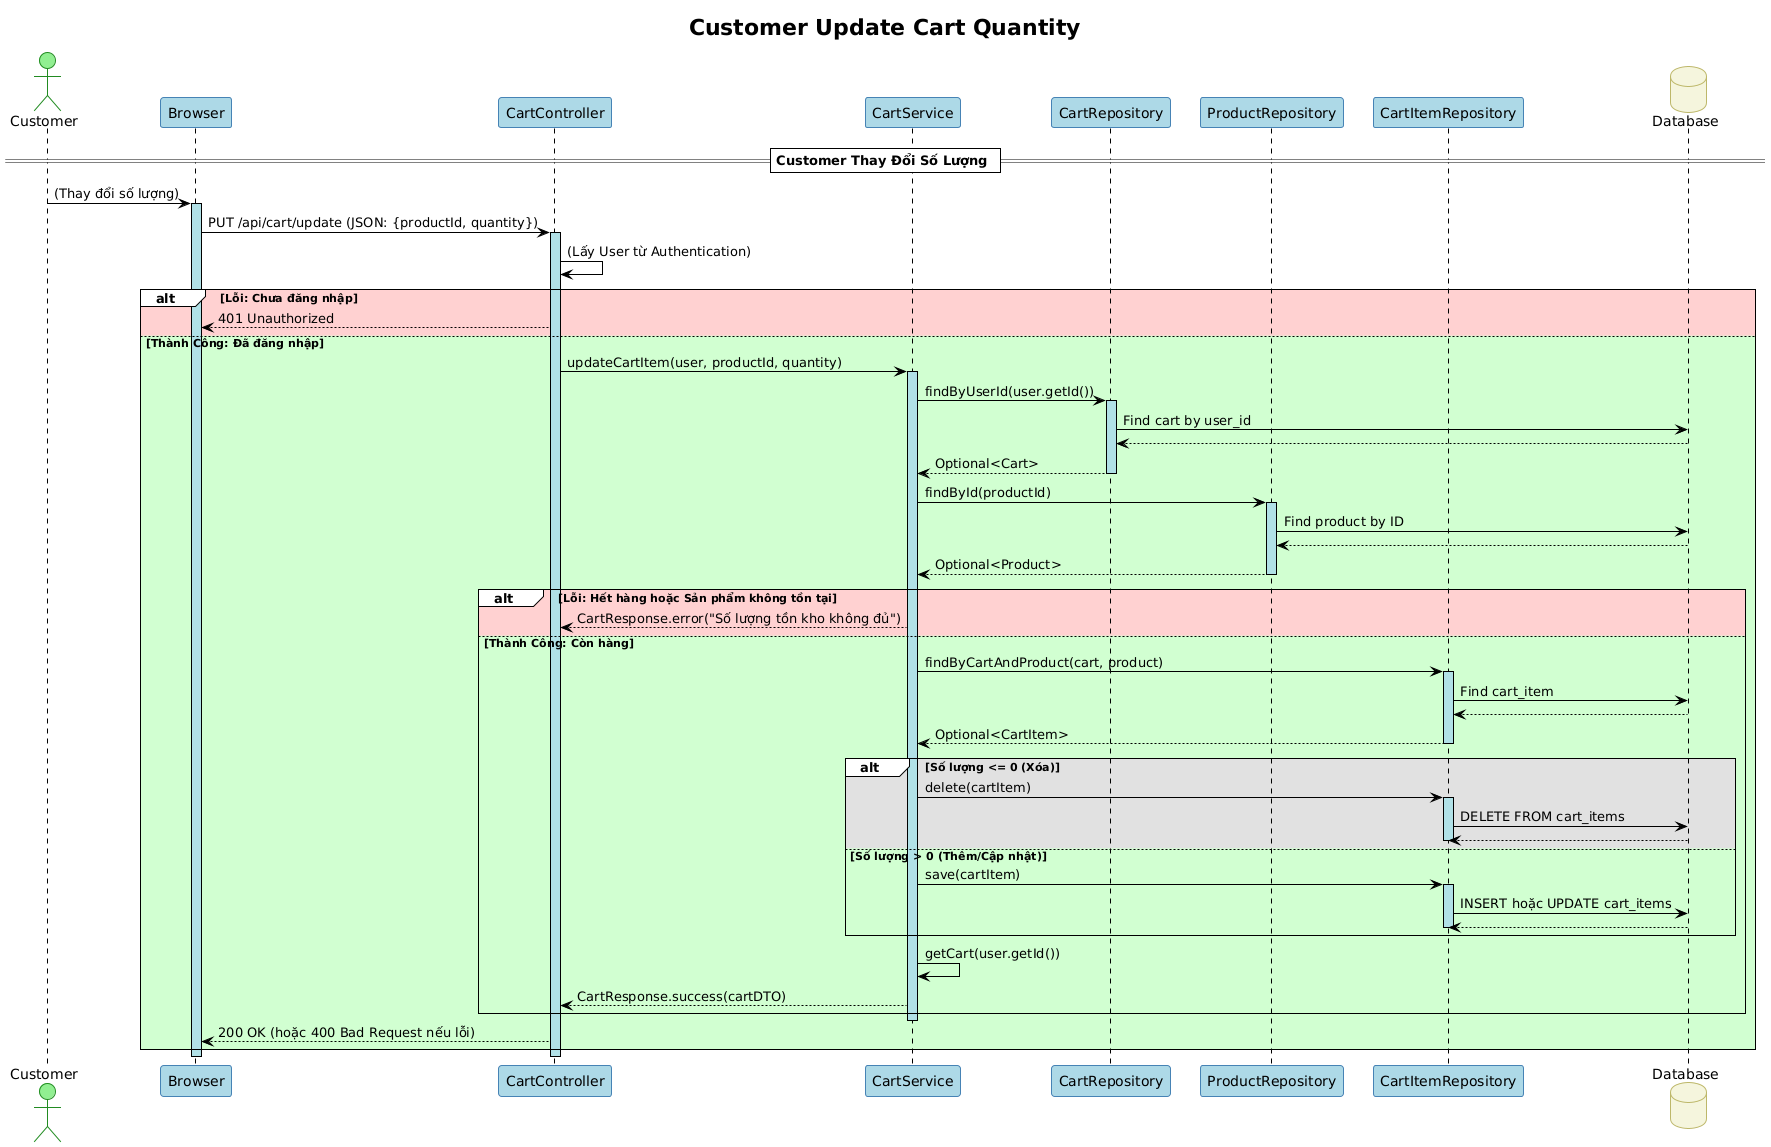 Customer Update Cart Quantity
Customer
Browser
CartController
CartService
CartRepository
ProductRepository
CartItemRepository
Database
Customer Thay Đổi Số Lượng
(Thay đổi số lượng)
PUT /api/cart/update (JSON: {productId, quantity})
(Lấy User từ Authentication)
alt [Lỗi: Chưa đăng nhập]
401 Unauthorized
[Thành Công: Đã đăng nhập]
updateCartItem(user, productId, quantity)
findByUserId(user.getId())
Find cart by user_id
Optional<Cart>
findById(productId)
Find product by ID
Optional<Product>
alt [Lỗi: Hết hàng hoặc Sản phẩm không tồn tại]
CartResponse.error("Số lượng tồn kho không đủ")
[Thành Công: Còn hàng]
findByCartAndProduct(cart, product)
Find cart_item
Optional<CartItem>
alt [Số lượng <= 0 (Xóa)]
delete(cartItem)
DELETE FROM cart_items
[Số lượng > 0 (Thêm/Cập nhật)]
save(cartItem)
INSERT hoặc UPDATE cart_items
getCart(user.getId())
CartResponse.success(cartDTO)
200 OK (hoặc 400 Bad Request nếu lỗi)
Customer
Browser
CartController
CartService
CartRepository
ProductRepository
CartItemRepository
Database